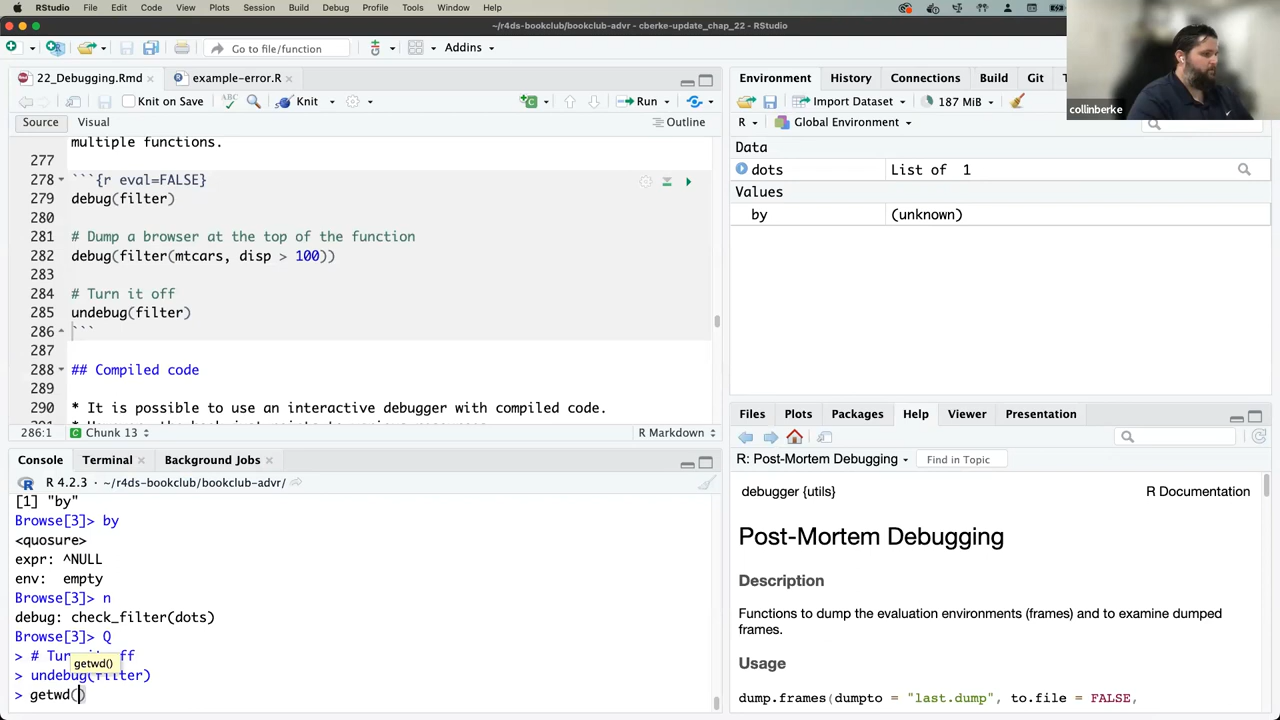 RStudio File Edit Code View Plots Session Build Debug Profile Tools Window Help
~/r4ds-bookclub/bookclub-advr - cberke-update_chap_22 - RStudio
Go to file/function Addins
22_Debugging.Rmd example-error.R
Knit on Save Knit Run
Source Visual Outline
multiple functions.
277
278 ```{r eval=FALSE}
279 debug(filter)
280
281 # Dump a browser at the top of the function
282 debug(filter(mtcars, disp > 100))
283
284 # Turn it off
285 undebug(filter)
286 ```
287
288 ## Compiled code
289
290 * It is possible to use an interactive debugger with compiled code.
286:1 Chunk 13 R Markdown
Console Terminal Background Jobs
R 4.2.3 · ~/r4ds-bookclub/bookclub-advr/
[1] "by"
Browse[3]> by
<quosure>
expr: ^NULL
env: empty
Browse[3]> n
debug: check_filter(dots)
Browse[3]> Q
> # Turn it off
getwd()
> undebug(filter)
> getwd()
Environment History Connections Build Git
Import Dataset 187 MiB
R Global Environment
Data
dots List of 1
Values
by (unknown)
Files Plots Packages Help Viewer Presentation
R: Post-Mortem Debugging Find in Topic
debugger {utils} R Documentation
Post-Mortem Debugging
Description
Functions to dump the evaluation environments (frames) and to examine dumped
frames.
Usage
dump.frames(dumpto = "last.dump", to.file = FALSE,
collinberke